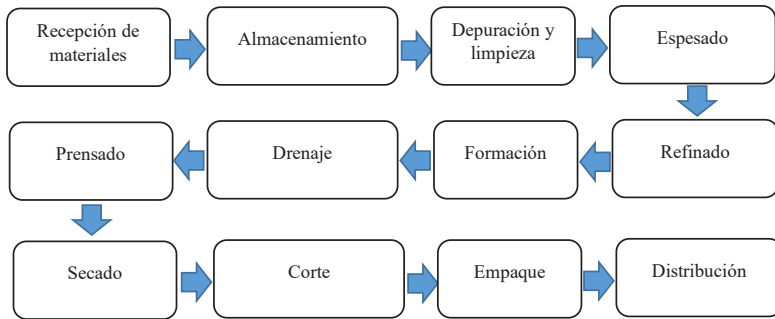 Recepción de
materiales
Almacenamiento
Depuración y
limpieza
Espesado
Refinado
Formación
Drenaje
Prensado
Secado
Corte
Empaque
Distribución